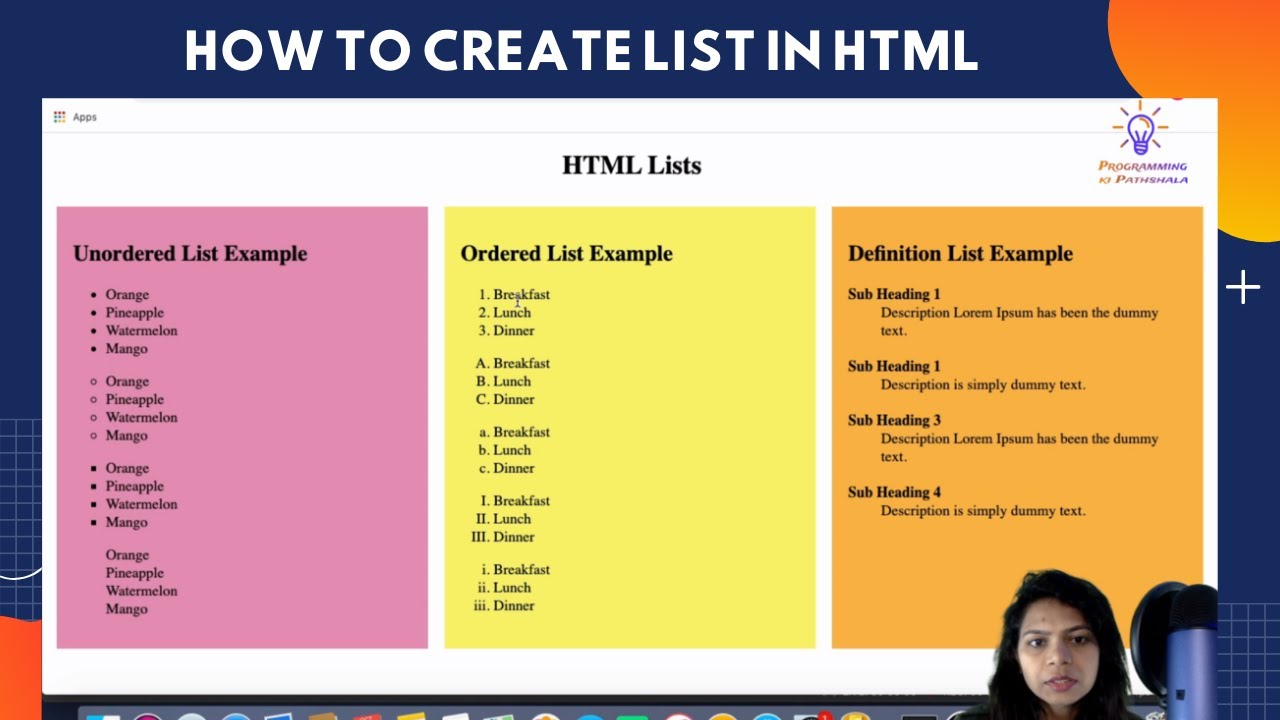 HOW TO CREATE LIST IN HTML
Apps
PROGRAMMING
KI PATHSHALA
HTML Lists
Unordered List Example
• Orange
• Pineapple
• Watermelon
• Mango
○ Orange
○ Pineapple
○ Watermelon
○ Mango
▪ Orange
▪ Pineapple
▪ Watermelon
▪ Mango
Orange
Pineapple
Watermelon
Mango
Ordered List Example
1. Breakfast
2. Lunch
3. Dinner
A. Breakfast
B. Lunch
C. Dinner
a. Breakfast
b. Lunch
c. Dinner
I. Breakfast
II. Lunch
III. Dinner
i. Breakfast
ii. Lunch
iii. Dinner
Definition List Example
Sub Heading 1
Description Lorem Ipsum has been the dummy
text.
Sub Heading 1
Description is simply dummy text.
Sub Heading 3
Description Lorem Ipsum has been the dummy
text.
Sub Heading 4
Description is simply dummy text.